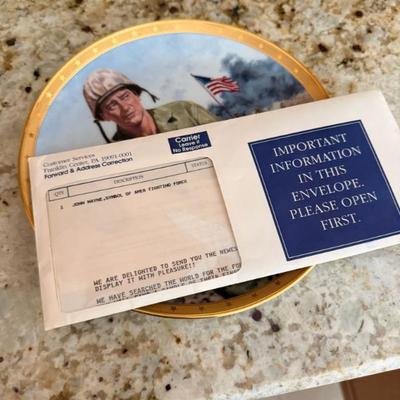 Customer Services
Franklin Center, PA 19091-0001
Forward & Address Correction
Carrier
Leave if
No Response
QTY
DESCRIPTION
STATUS
1 JOHN WAYNE,SYMBOL OF AMER FIGHTING FORCE
WE ARE DELIGHTED TO SEND YOU THE NEWES
DISPLAY IT WITH PLEASURE!!
WE HAVE SEARCHED THE WORLD FOR THE FO
IMPORTANT
INFORMATION
IN THIS
ENVELOPE.
PLEASE OPEN
FIRST.